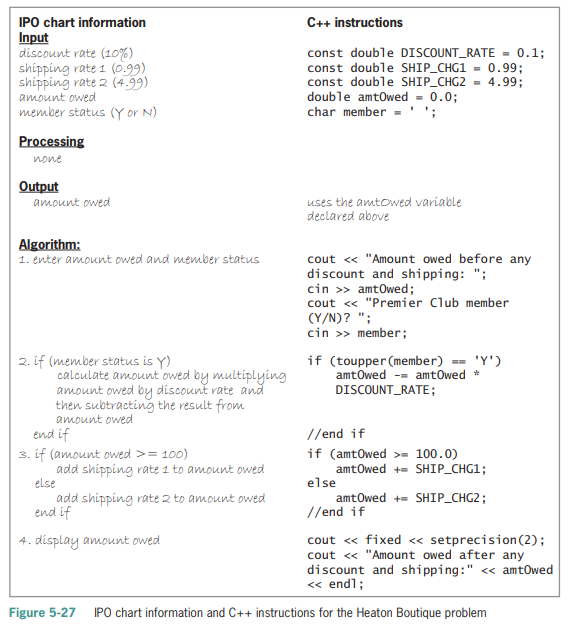 IPO chart information C++ instructions
Input
discount rate (10%) const double DISCOUNT_RATE = 0.1;
shipping rate 1 (0.99) const double SHIP_CHG1 = 0.99;
shipping rate 2 (4.99) const double SHIP_CHG2 = 4.99;
amount owed double amtOwed = 0.0;
member status (Y or N) char member = ' ';
Processing
none
Output
amount owed uses the amtOwed variable
declared above
Algorithm:
1. enter amount owed and member status cout << "Amount owed before any
discount and shipping: ";
cin >> amtOwed;
cout << "Premier Club member
(Y/N)? ";
cin >> member;
2. if (member status is Y) if (toupper(member) == 'Y')
calculate amount owed by multiplying amtOwed -= amtOwed *
amount owed by discount rate and DISCOUNT_RATE;
then subtracting the result from
amount owed
end if //end if
3. if (amount owed >= 100) if (amtOwed >= 100.0)
add shipping rate 1 to amount owed amtOwed += SHIP_CHG1;
else else
add shipping rate 2 to amount owed amtOwed += SHIP_CHG2;
end if //end if
4. display amount owed cout << fixed << setprecision(2);
cout << "Amount owed after any
discount and shipping:" << amtOwed
<< endl;
Figure 5-27 IPO chart information and C++ instructions for the Heaton Boutique problem